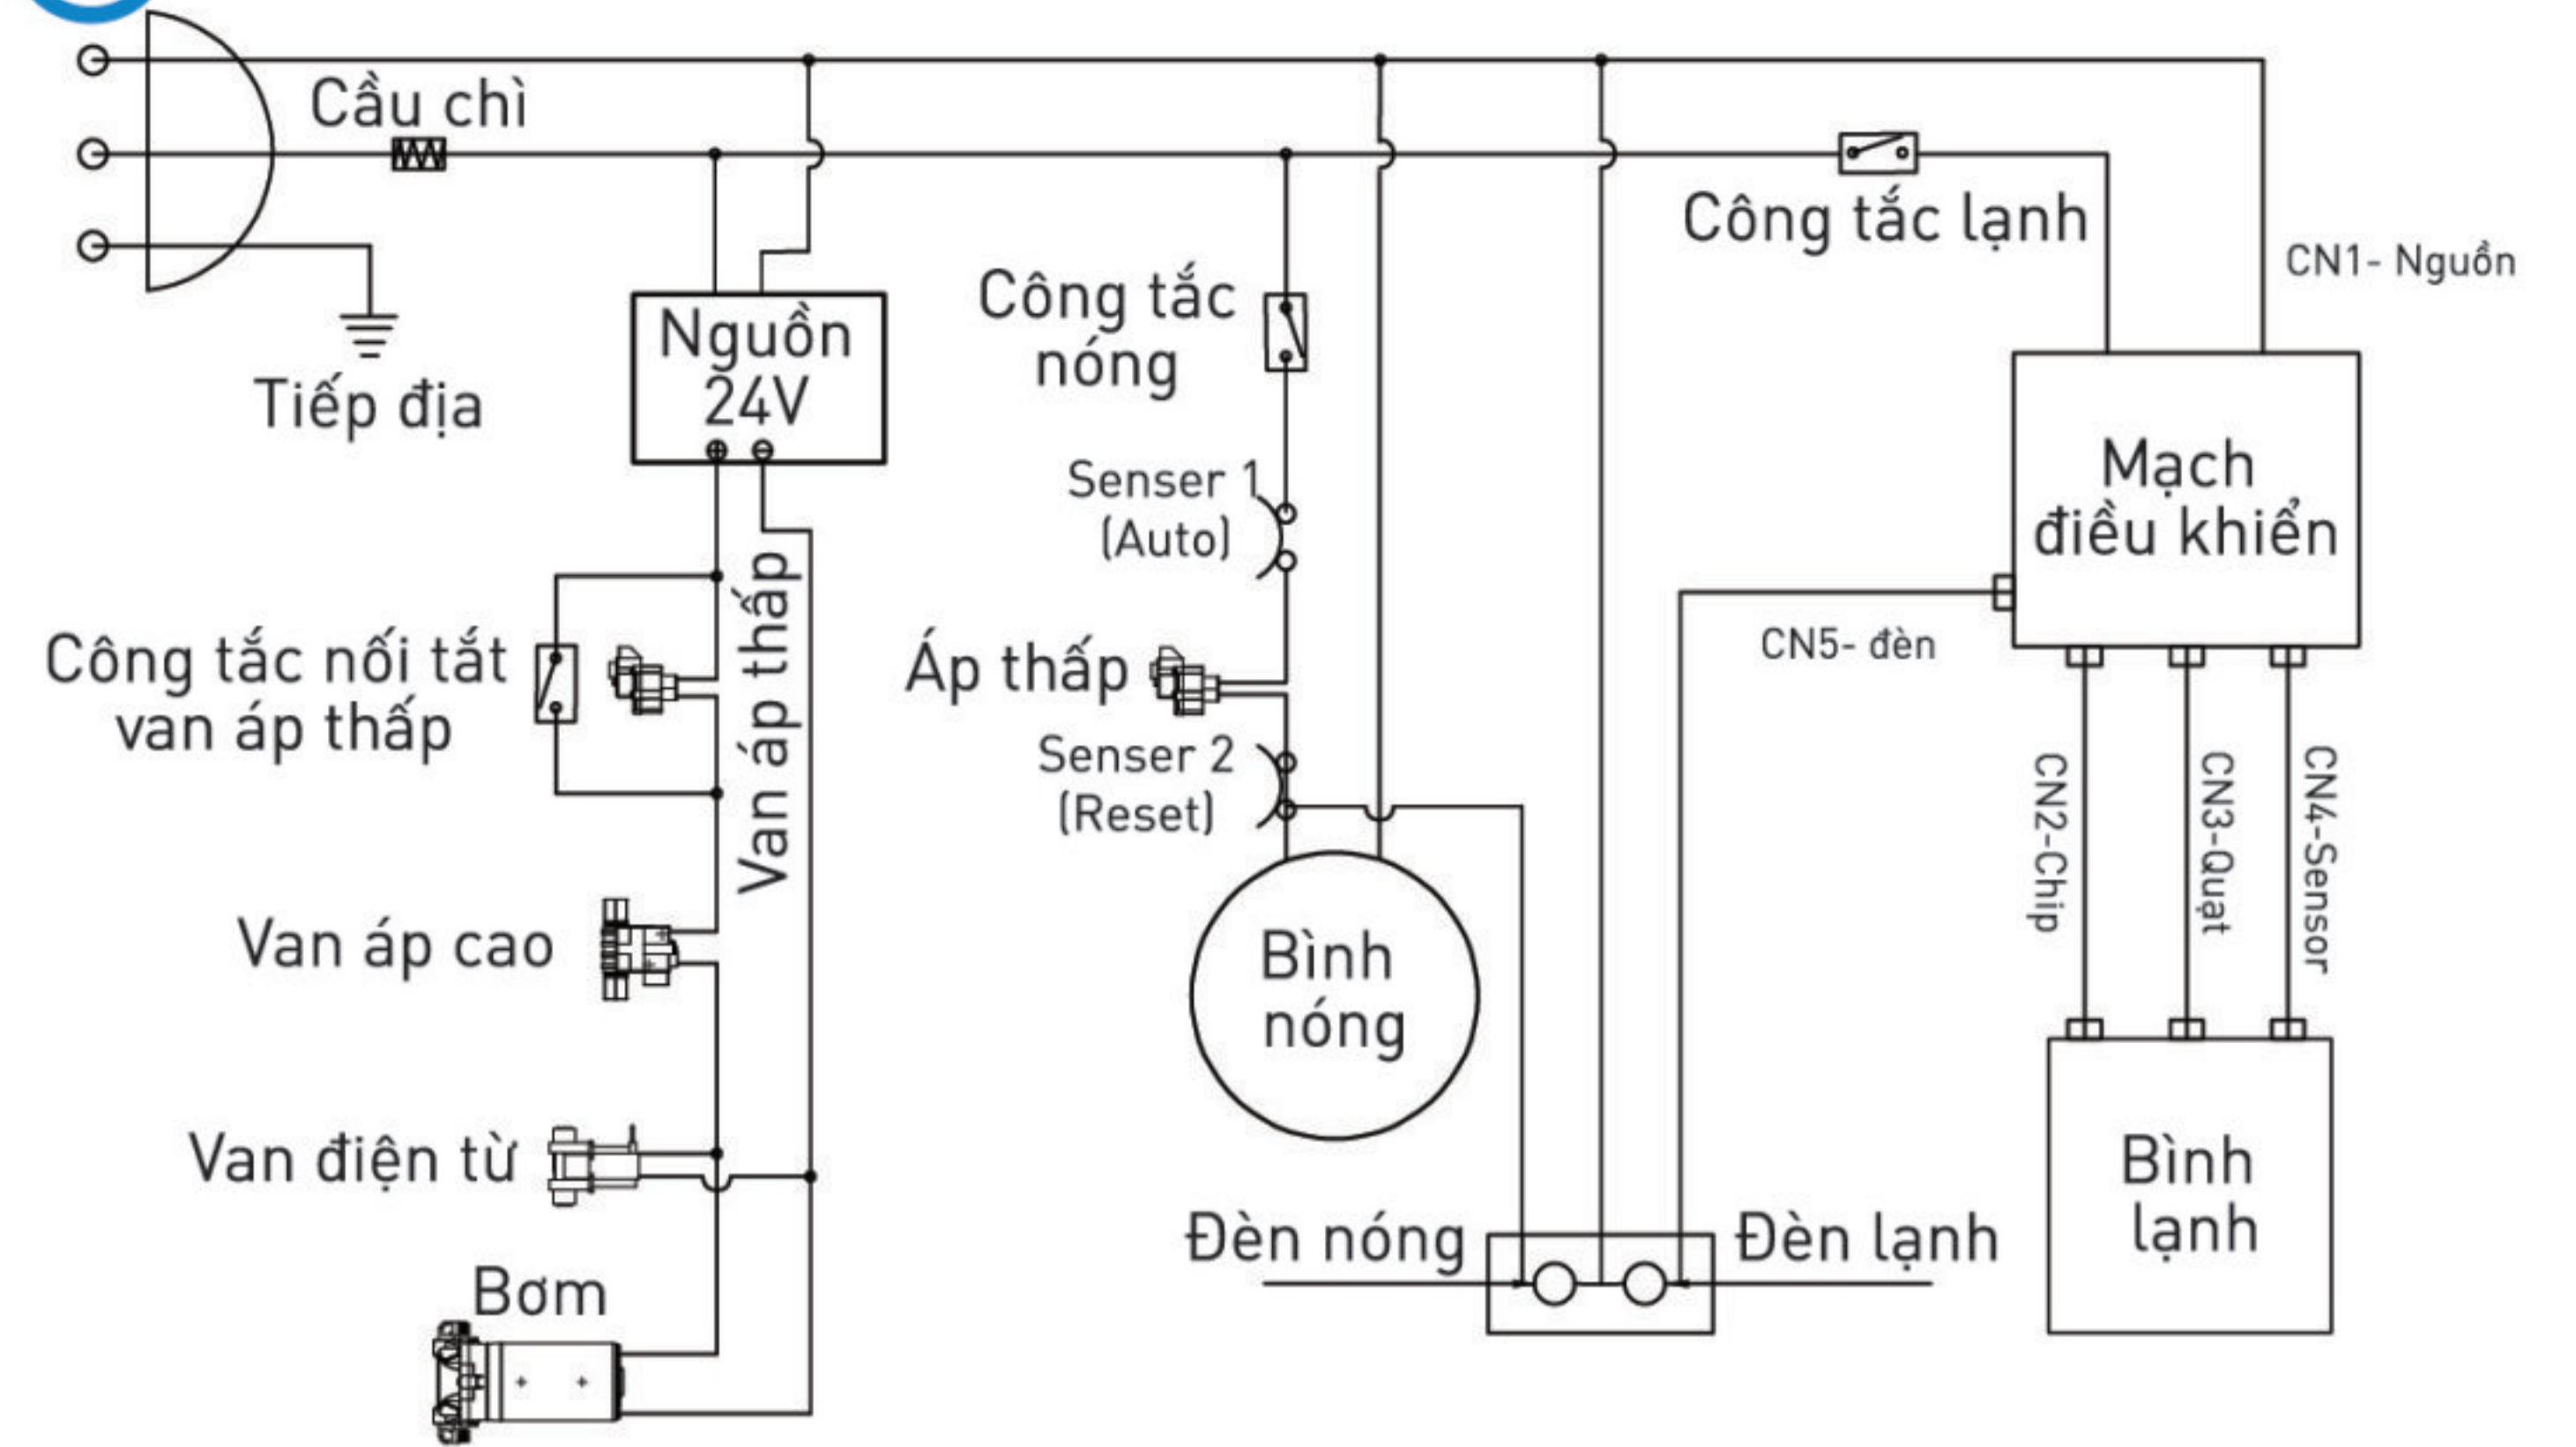 Cầu chì
Tiếp địa
Nguồn
24V
Công tắc nối tắt
van áp thấp
Van áp thấp
Van áp cao
Van điện từ
Bơm
Công tắc
nóng
Senser 1
(Auto)
Áp thấp
Senser 2
(Reset)
Bình
nóng
Đèn nóng
Đèn lạnh
Công tắc lạnh
CN1- Nguồn
Mạch
điều khiển
CN5- đèn
CN2-Chip
CN3-Quạt
CN4-Sensor
Bình
lạnh